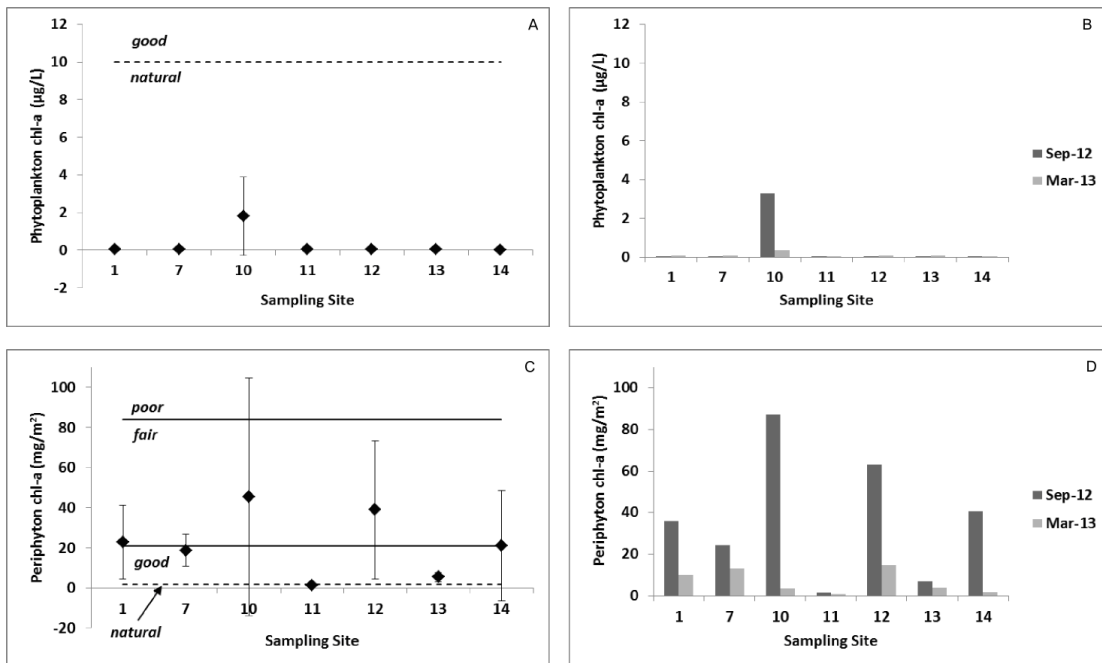 A
Phytoplankton chl-a (µg/L)
12
10
8
6
4
2
0
-2
good
natural
1 7 10 11 12 13 14
Sampling Site
B
Phytoplankton chl-a (µg/L)
12
10
8
6
4
2
0
1 7 10 11 12 13 14
Sampling Site
Sep-12
Mar-13
C
Periphyton chl-a (mg/m²)
100
80
60
40
20
0
-20
poor
fair
good
natural
1 7 10 11 12 13 14
Sampling Site
D
Periphyton chl-a (mg/m²)
100
80
60
40
20
0
1 7 10 11 12 13 14
Sampling Site
Sep-12
Mar-13